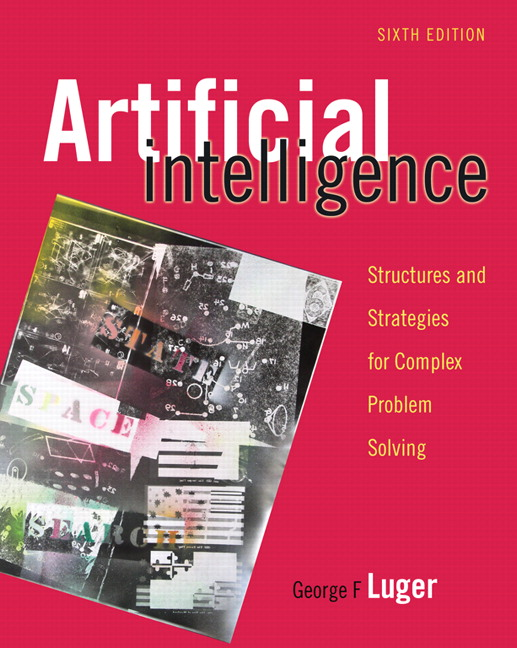 SIXTH EDITION
Artificial
intelligence
Structures and
Strategies
for Complex
Problem
Solving
STATE
SPACE
SEARCH
George F Luger